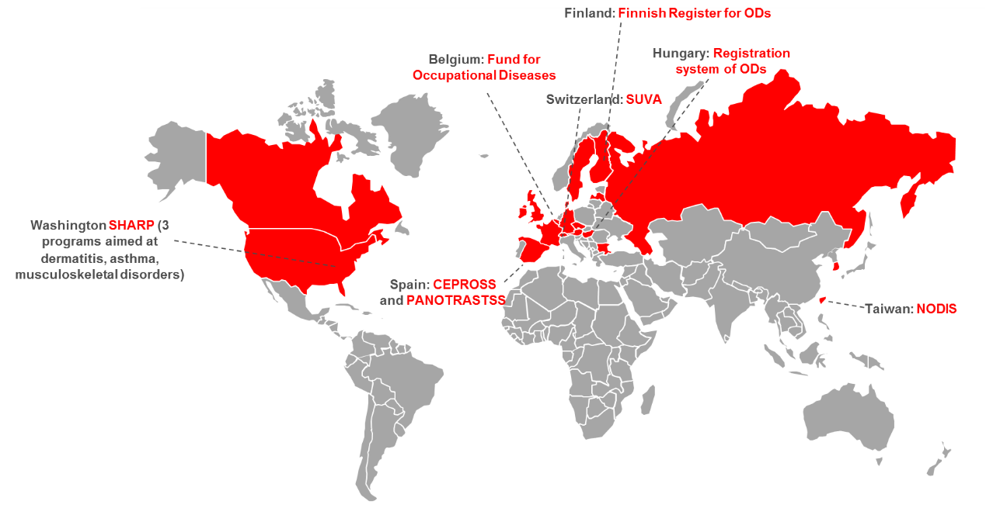 Finland: Finnish Register for ODs
Hungary: Registration
system of ODs
Belgium: Fund for
Occupational Diseases
Switzerland: SUVA
Washington SHARP (3
programs aimed at
dermatitis, asthma,
musculoskeletal disorders)
Spain: CEPROSS
and PANOTRASTSS
Taiwan: NODIS